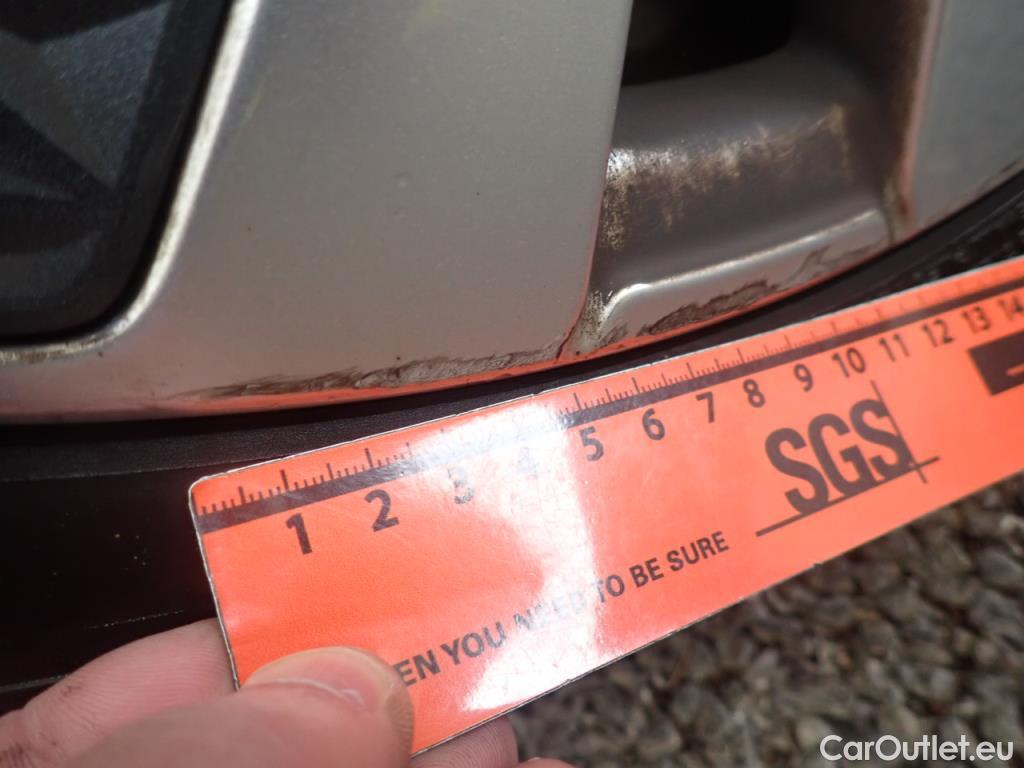 1 2 3 4 5 6 7 8 9 10 11 12 13 14
SGS
EN YOU NEED TO BE SURE
CarOutlet.eu